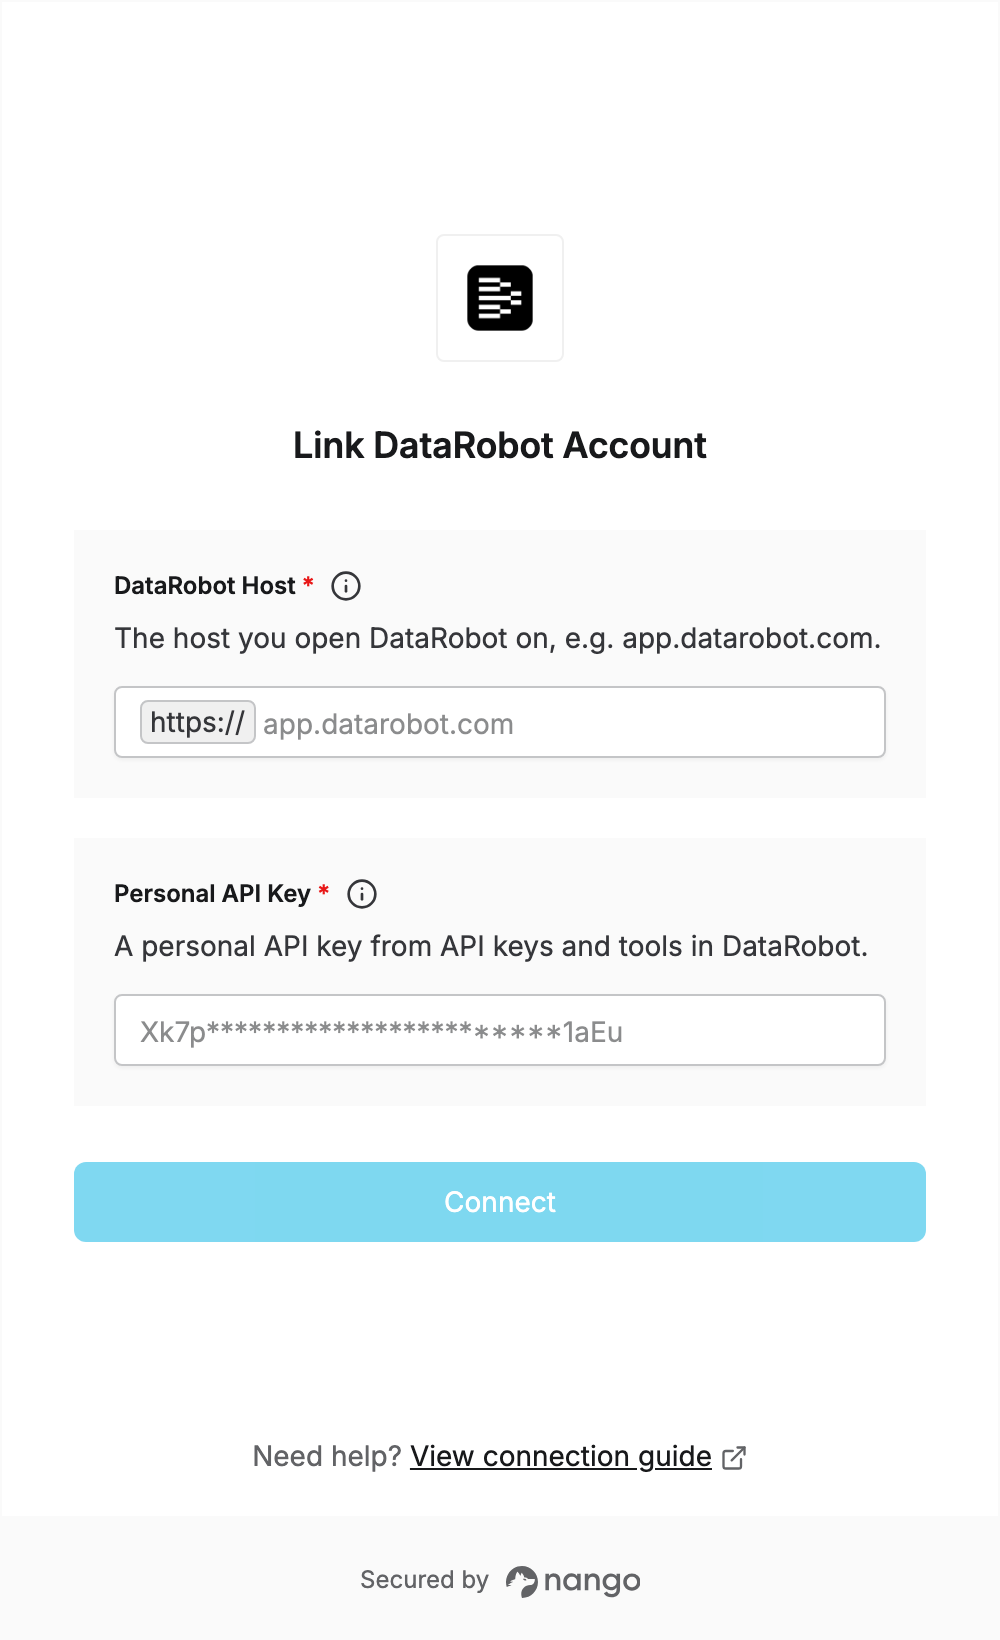 Link DataRobot Account
DataRobot Host *
The host you open DataRobot on, e.g. app.datarobot.com.
https:// app.datarobot.com
Personal API Key *
A personal API key from API keys and tools in DataRobot.
Xk7p*************************1aEu
Connect
Need help? View connection guide
Secured by nango